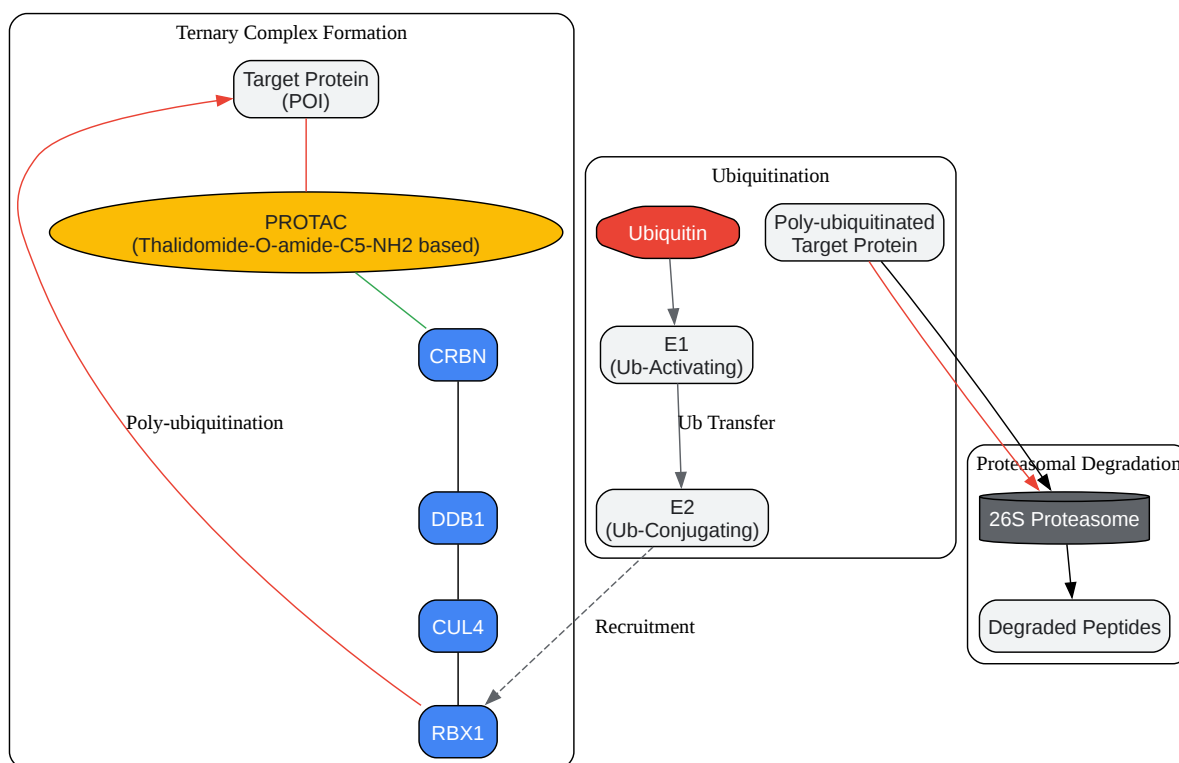 Ternary Complex Formation
Target Protein
(POI)
PROTAC
(Thalidomide-O-amide-C5-NH2 based)
CRBN
Poly-ubiquitination
DDB1
CUL4
RBX1
Ubiquitination
Ubiquitin
Poly-ubiquitinated
Target Protein
E1
(Ub-Activating)
Ub Transfer
E2
(Ub-Conjugating)
Recruitment
Proteasomal Degradation
26S Proteasome
Degraded Peptides